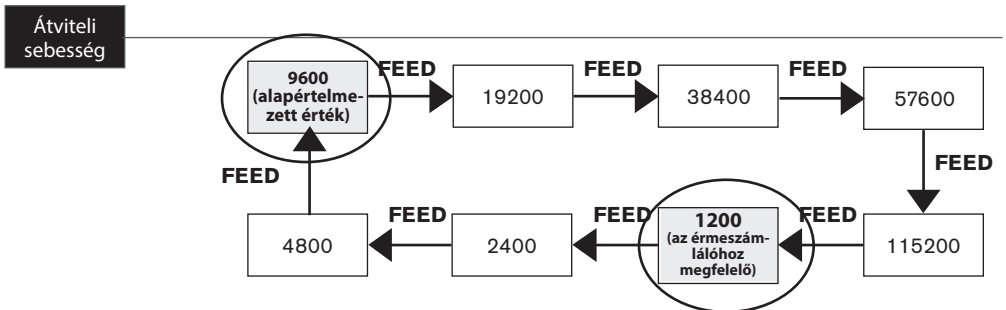 Átviteli
sebesség
9600
(alapértelme-
zett érték)
FEED
19200
FEED
38400
FEED
57600
FEED
115200
FEED
1200
(az érmeszám-
lálóhoz
megfelelő)
FEED
2400
FEED
4800
FEED